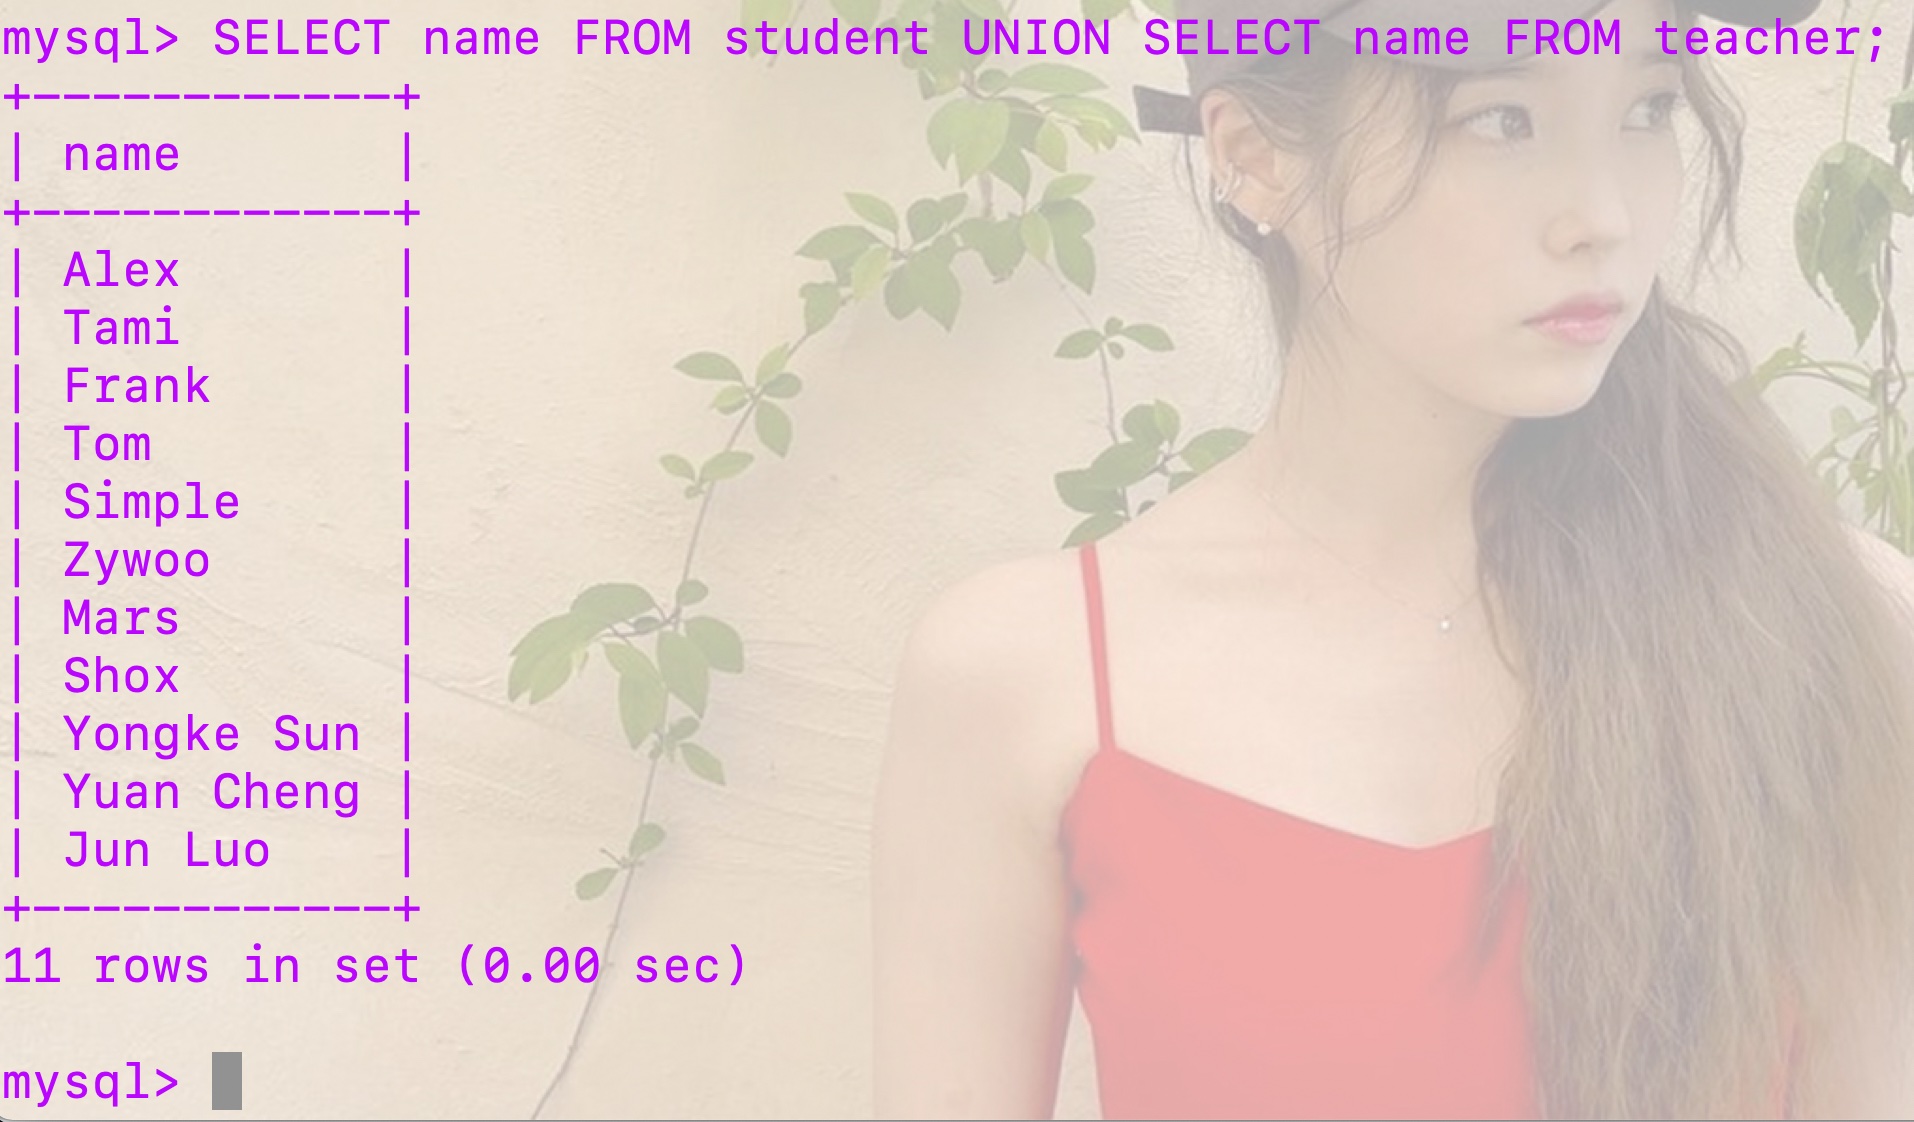 mysql> SELECT name FROM student UNION SELECT name FROM teacher;
+------------+
| name       |
+------------+
| Alex       |
| Tami       |
| Frank      |
| Tom        |
| Simple     |
| Zywoo      |
| Mars       |
| Shox       |
| Yongke Sun |
| Yuan Cheng |
| Jun Luo    |
+------------+
11 rows in set (0.00 sec)
mysql>